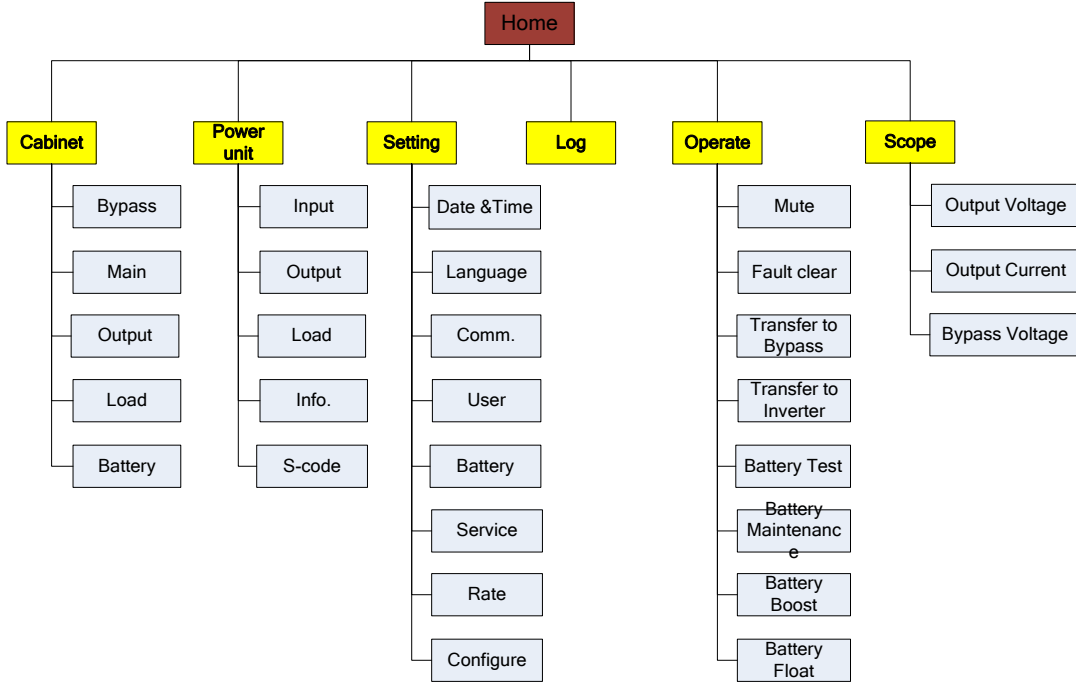 Home
Cabinet
Bypass
Main
Output
Load
Battery
Power
unit
Input
Output
Load
Info.
S-code
Setting
Date &Time
Language
Comm.
User
Battery
Service
Rate
Configure
Log
Operate
Mute
Fault clear
Transfer to
Bypass
Transfer to
Inverter
Battery Test
Battery
Maintenanc
e
Battery
Boost
Battery
Float
Scope
Output Voltage
Output Current
Bypass Voltage